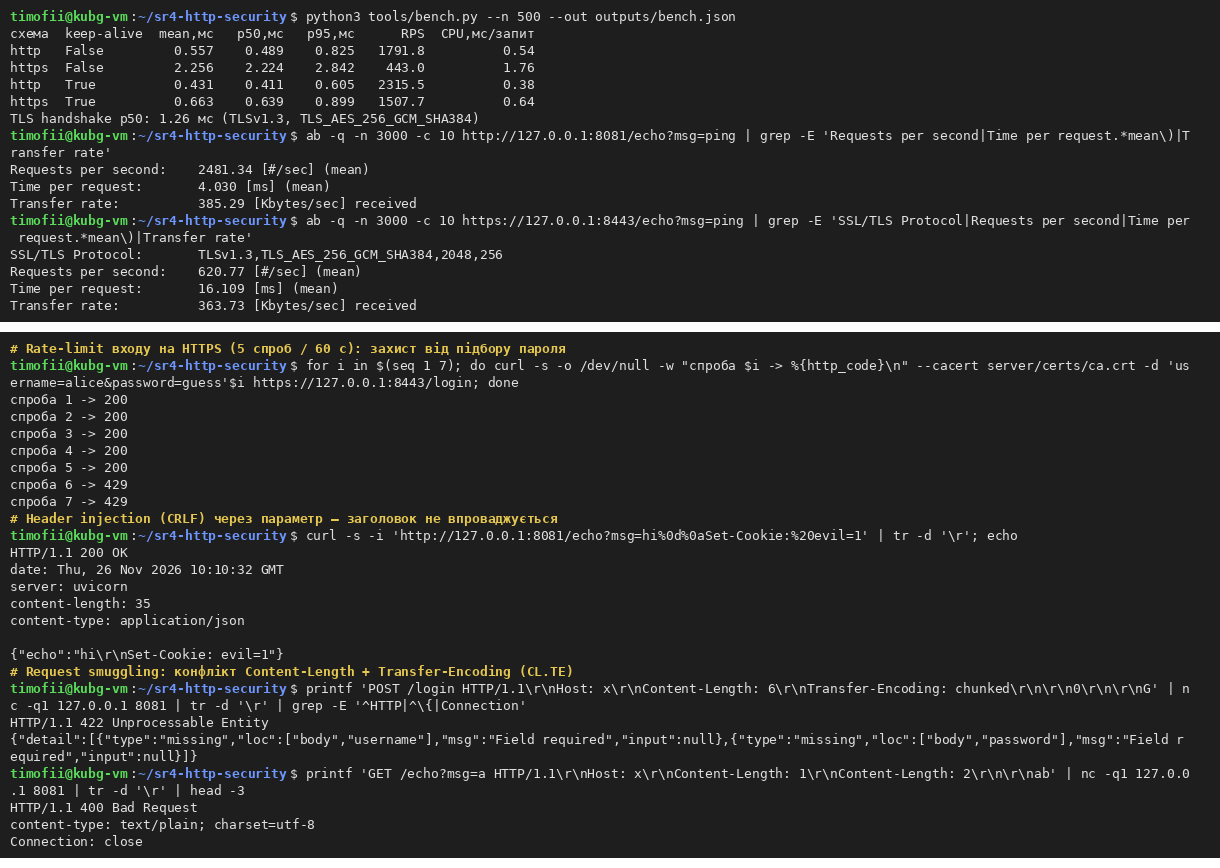 timofii@kubg-vm:~/sr4-http-security$ python3 tools/bench.py --n 500 --out outputs/bench.json
схема  keep-alive  mean,мс   p50,мс   p95,мс      RPS  CPU,мс/запит
http   False         0.557    0.489    0.825   1791.8          0.54
https  False         2.256    2.224    2.842    443.0          1.76
http   True          0.431    0.411    0.605   2315.5          0.38
https  True          0.663    0.639    0.899   1507.7          0.64
TLS handshake p50: 1.26 мс (TLSv1.3, TLS_AES_256_GCM_SHA384)
timofii@kubg-vm:~/sr4-http-security$ ab -q -n 3000 -c 10 http://127.0.0.1:8081/echo?msg=ping | grep -E 'Requests per second|Time per request.*mean\)|T
ransfer rate'
Requests per second:    2481.34 [#/sec] (mean)
Time per request:       4.030 [ms] (mean)
Transfer rate:          385.29 [Kbytes/sec] received
timofii@kubg-vm:~/sr4-http-security$ ab -q -n 3000 -c 10 https://127.0.0.1:8443/echo?msg=ping | grep -E 'SSL/TLS Protocol|Requests per second|Time per
 request.*mean\)|Transfer rate'
SSL/TLS Protocol:       TLSv1.3,TLS_AES_256_GCM_SHA384,2048,256
Requests per second:    620.77 [#/sec] (mean)
Time per request:       16.109 [ms] (mean)
Transfer rate:          363.73 [Kbytes/sec] received
# Rate-limit входу на HTTPS (5 спроб / 60 с): захист від підбору пароля
timofii@kubg-vm:~/sr4-http-security$ for i in $(seq 1 7); do curl -s -o /dev/null -w "спроба $i -> %{http_code}\n" --cacert server/certs/ca.crt -d 'us
ername=alice&password=guess'$i https://127.0.0.1:8443/login; done
спроба 1 -> 200
спроба 2 -> 200
спроба 3 -> 200
спроба 4 -> 200
спроба 5 -> 200
спроба 6 -> 429
спроба 7 -> 429
# Header injection (CRLF) через параметр — заголовок не впроваджується
timofii@kubg-vm:~/sr4-http-security$ curl -s -i 'http://127.0.0.1:8081/echo?msg=hi%0d%0aSet-Cookie:%20evil=1' | tr -d '\r'; echo
HTTP/1.1 200 OK
date: Thu, 26 Nov 2026 10:10:32 GMT
server: uvicorn
content-length: 35
content-type: application/json
{"echo":"hi\r\nSet-Cookie: evil=1"}
# Request smuggling: конфлікт Content-Length + Transfer-Encoding (CL.TE)
timofii@kubg-vm:~/sr4-http-security$ printf 'POST /login HTTP/1.1\r\nHost: x\r\nContent-Length: 6\r\nTransfer-Encoding: chunked\r\n\r\n0\r\n\r\nG' | n
c -q1 127.0.0.1 8081 | tr -d '\r' | grep -E '^HTTP|^\{|Connection'
HTTP/1.1 422 Unprocessable Entity
{"detail":[{"type":"missing","loc":["body","username"],"msg":"Field required","input":null},{"type":"missing","loc":["body","password"],"msg":"Field r
equired","input":null}]}
timofii@kubg-vm:~/sr4-http-security$ printf 'GET /echo?msg=a HTTP/1.1\r\nHost: x\r\nContent-Length: 1\r\nContent-Length: 2\r\n\r\nab' | nc -q1 127.0.0
.1 8081 | tr -d '\r' | head -3
HTTP/1.1 400 Bad Request
content-type: text/plain; charset=utf-8
Connection: close